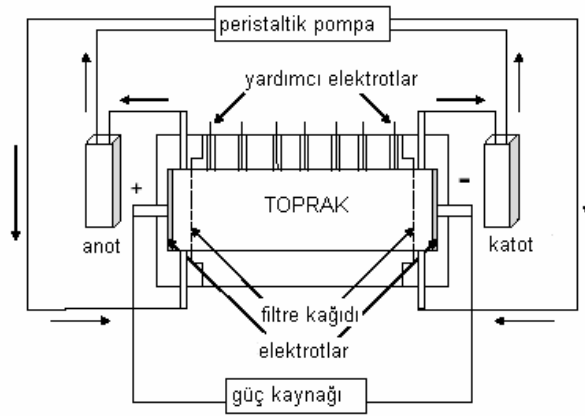 peristaltik pompa
yardımcı elektrotlar
+
-
TOPRAK
anot
katot
filtre kağıdı
elektrotlar
güç kaynağı